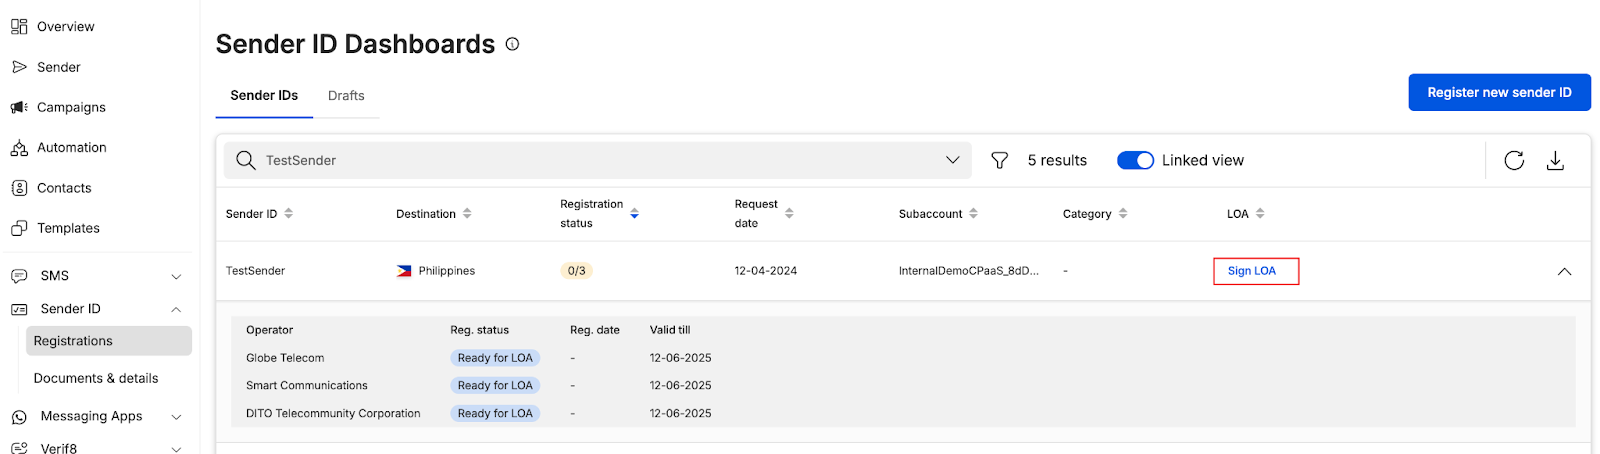 Overview
Sender
Campaigns
Automation
Contacts
Templates
SMS
Sender ID
Registrations
Documents & details
Messaging Apps
Verif8
Sender ID Dashboards
Sender IDs Drafts
Register new sender ID
TestSender 5 results Linked view
Sender ID Destination Registration status Request date Subaccount Category LOA
TestSender Philippines 0/3 12-04-2024 InternalDemoCPaaS_8dD... - Sign LOA
Operator Reg. status Reg. date Valid till
Globe Telecom Ready for LOA - 12-06-2025
Smart Communications Ready for LOA - 12-06-2025
DITO Telecommunity Corporation Ready for LOA - 12-06-2025